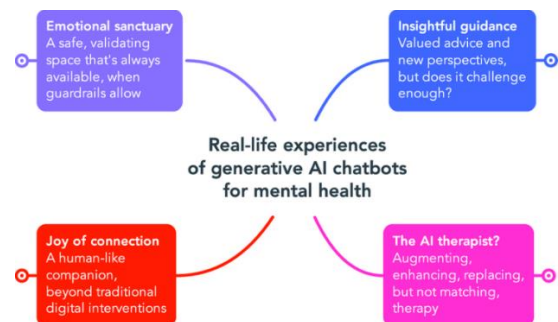 Emotional sanctuary
A safe, validating
space that's always
available, when
guardrails allow
Insightful guidance
Valued advice and
new perspectives,
but does it challenge
enough?
Real-life experiences
of generative AI chatbots
for mental health
Joy of connection
A human-like
companion,
beyond traditional
digital interventions
The AI therapist?
Augmenting,
enhancing, replacing,
but not matching,
therapy